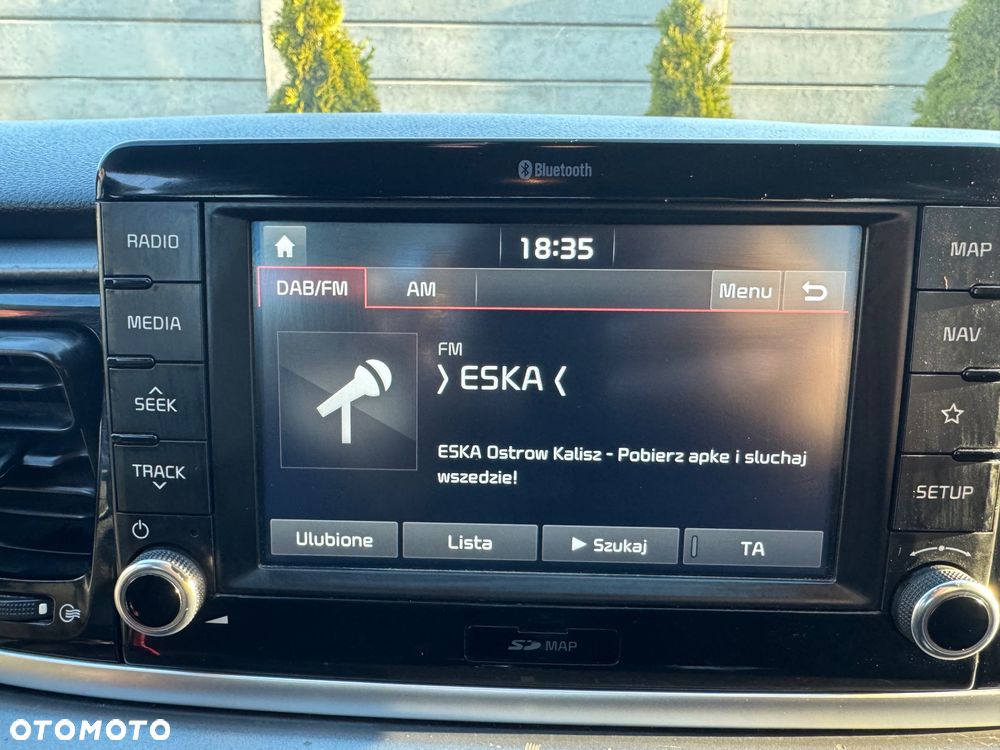 Bluetooth
RADIO
MEDIA
SEEK
TRACK
18:35
DAB/FM
AM
Menu
FM
ESKA
ESKA Ostrow Kalisz - Pobierz apke i sluchaj
wszedzie!
Ulubione
Lista
Szukaj
TA
MAP
NAV
SETUP
SD MAP
OTOMOTO